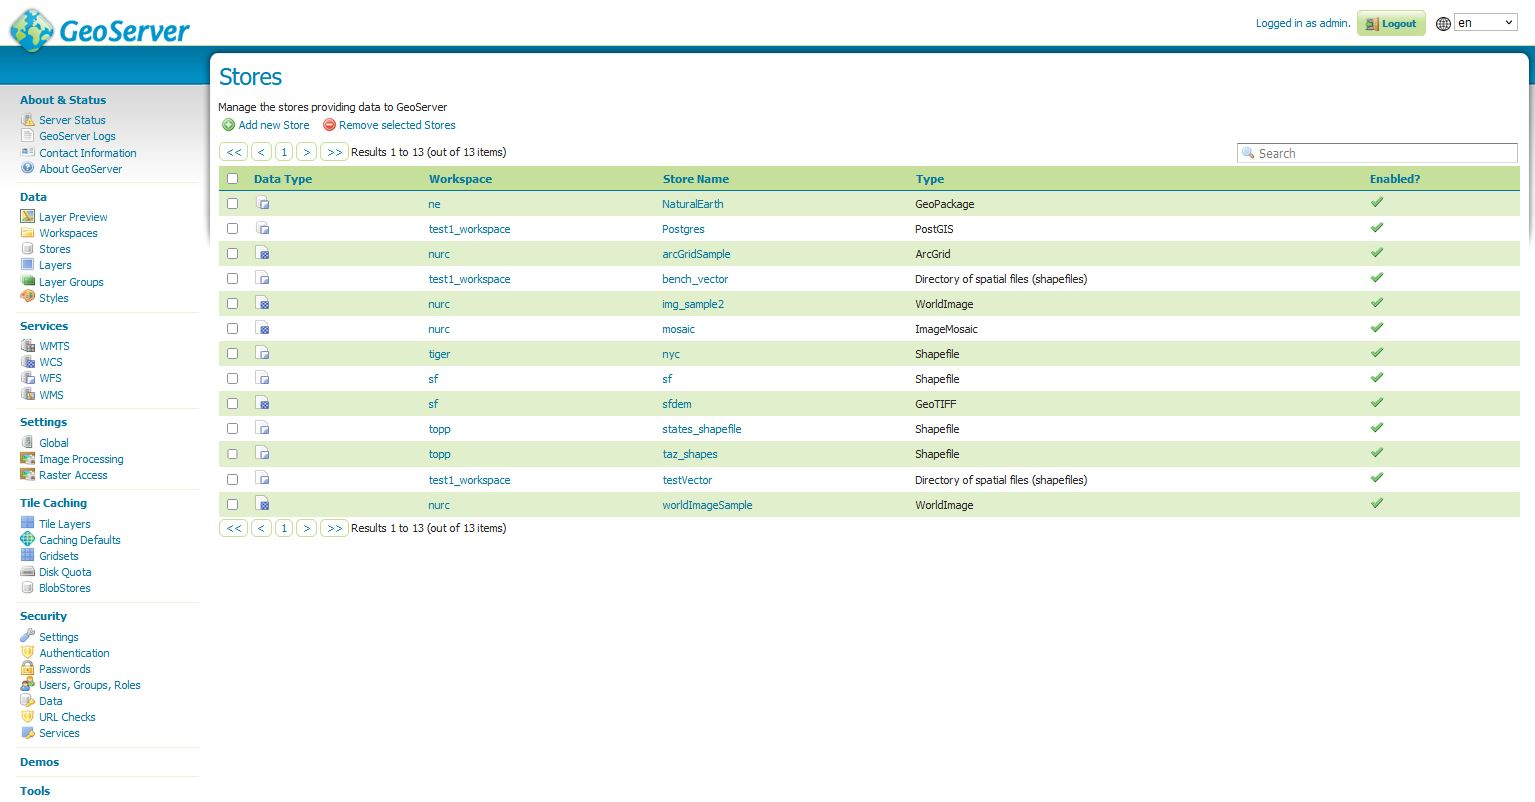 GeoServer
Logged in as admin. Logout en
About & Status
Server Status
GeoServer Logs
Contact Information
About GeoServer
Data
Layer Preview
Workspaces
Stores
Layers
Layer Groups
Styles
Services
WMTS
WCS
WFS
WMS
Settings
Global
Image Processing
Raster Access
Tile Caching
Tile Layers
Caching Defaults
Gridsets
Disk Quota
BlobStores
Security
Settings
Authentication
Passwords
Users, Groups, Roles
Data
URL Checks
Services
Demos
Tools
Stores
Manage the stores providing data to GeoServer
Add new Store Remove selected Stores
<< < 1 > >> Results 1 to 13 (out of 13 items) Search
Data Type Workspace Store Name Type Enabled?
ne NaturalEarth GeoPackage
test1_workspace Postgres PostGIS
nurc arcGridSample ArcGrid
test1_workspace bench_vector Directory of spatial files (shapefiles)
nurc img_sample2 WorldImage
nurc mosaic ImageMosaic
tiger nyc Shapefile
sf sf Shapefile
sf sfdem GeoTIFF
topp states_shapefile Shapefile
topp taz_shapes Shapefile
test1_workspace testVector Directory of spatial files (shapefiles)
nurc worldImageSample WorldImage
<< < 1 > >> Results 1 to 13 (out of 13 items)